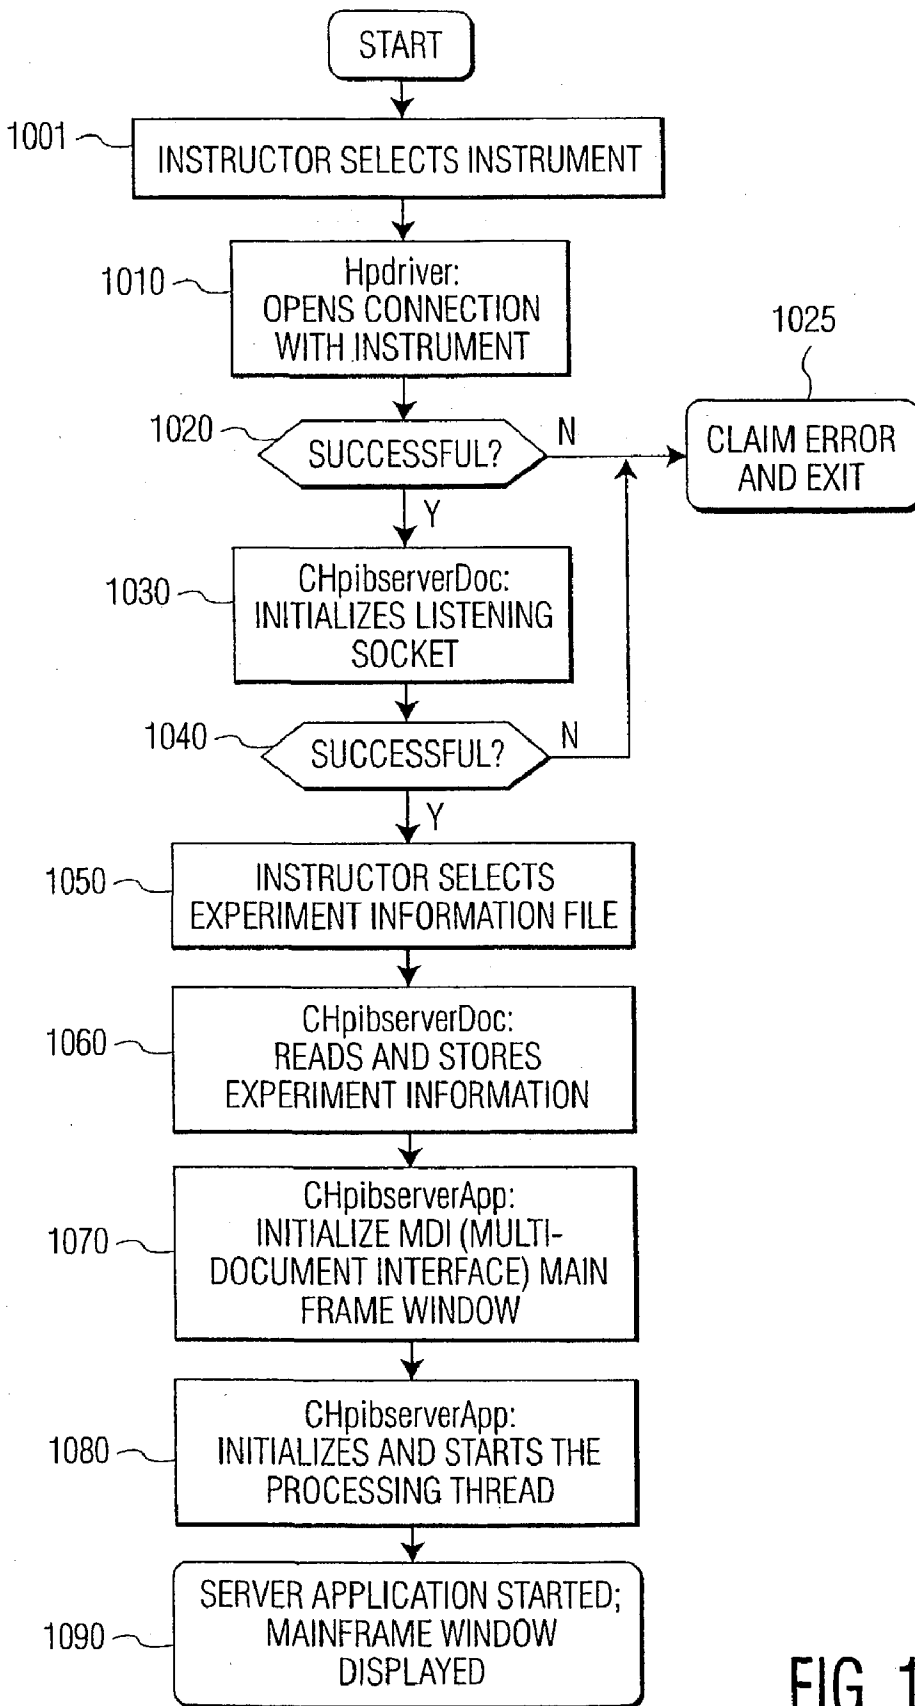 START
1001
INSTRUCTOR SELECTS INSTRUMENT
1010
Hpdriver:
OPENS CONNECTION
WITH INSTRUMENT
1025
1020
SUCCESSFUL?
N
CLAIM ERROR
AND EXIT
Y
1030
CHpibserverDoc:
INITIALIZES LISTENING
SOCKET
1040
SUCCESSFUL?
N
Y
1050
INSTRUCTOR SELECTS
EXPERIMENT INFORMATION FILE
1060
CHpibserverDoc:
READS AND STORES
EXPERIMENT INFORMATION
1070
CHpibserverApp:
INITIALIZE MDI (MULTI-
DOCUMENT INTERFACE) MAIN
FRAME WINDOW
1080
CHpibserverApp:
INITIALIZES AND STARTS THE
PROCESSING THREAD
1090
SERVER APPLICATION STARTED;
MAINFRAME WINDOW
DISPLAYED
FIG. 1